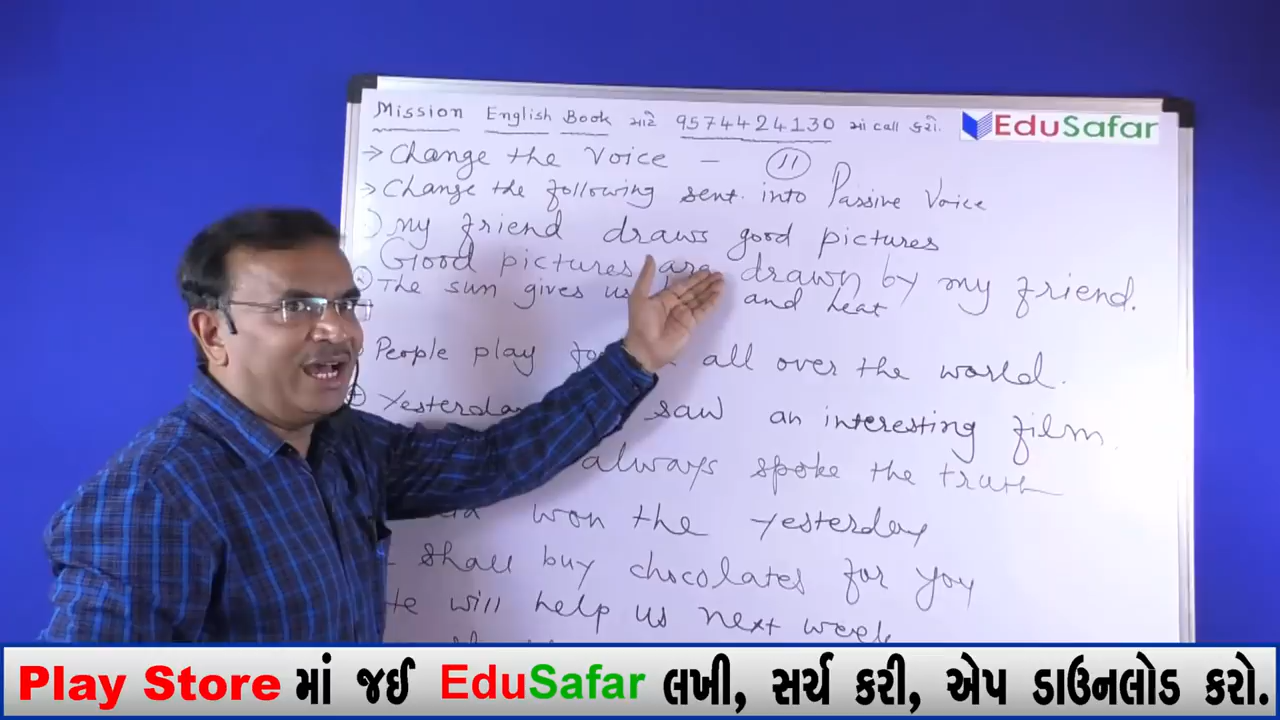 Mission English Book માટે 9574424130 માં call કરો.
EduSafar
→ Change the Voice - 11
→ Change the following sent. into Passive Voice
My friend draws good pictures
Good pictures are drawn by my friend.
The sun gives us and heat
People play all over the world.
Yesterday saw an interesting film.
always spoke the truth
won the yesterday
shall buy chocolates for you
He will help us next week
Play Store માં જઈ EduSafar લખી, સર્ચ કરી, એપ ડાઉનલોડ કરો.